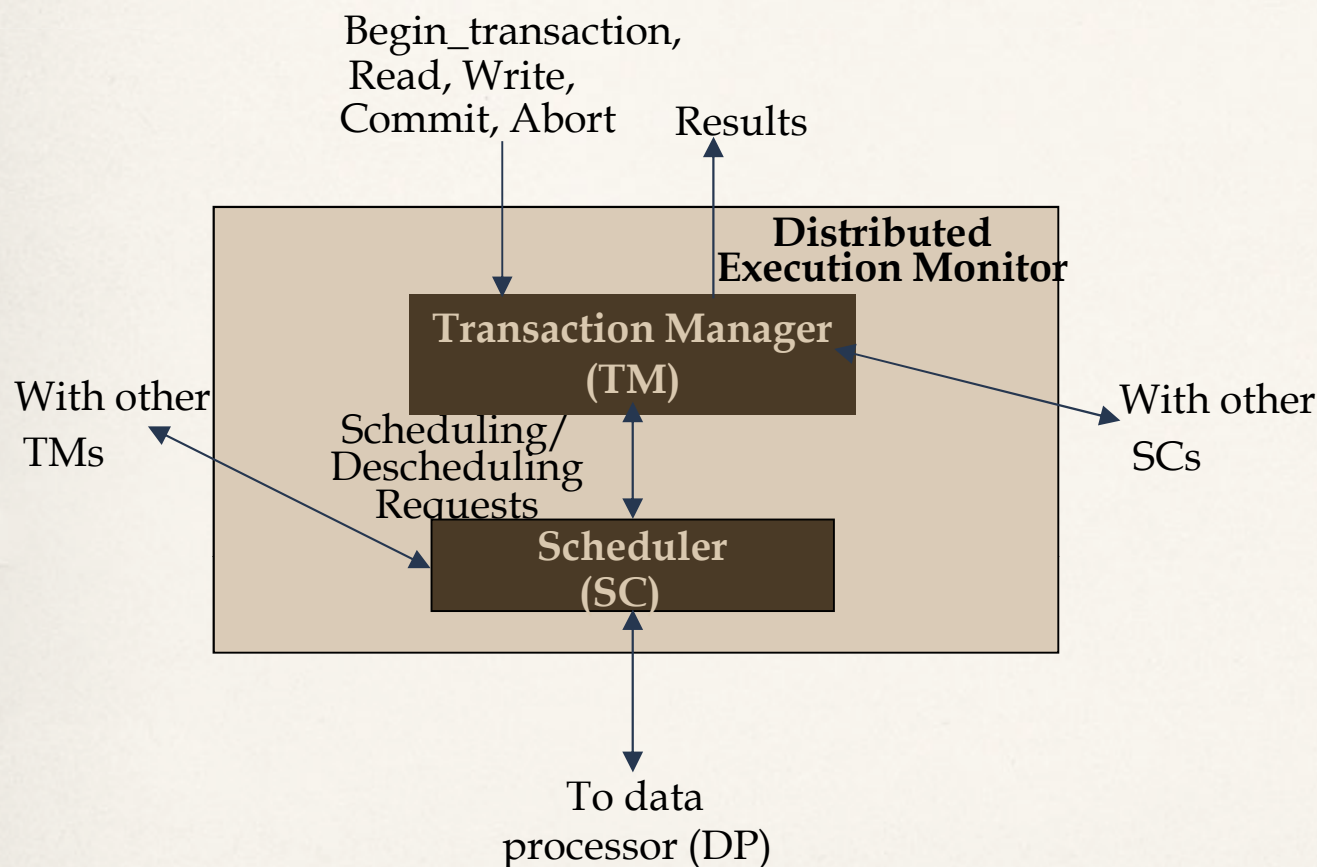 Begin_transaction,
Read, Write,
Commit, Abort
Results
Distributed
Execution Monitor
Transaction Manager
(TM)
With other
TMs
With other
SCs
Scheduling/
Descheduling
Requests
Scheduler
(SC)
To data
processor (DP)